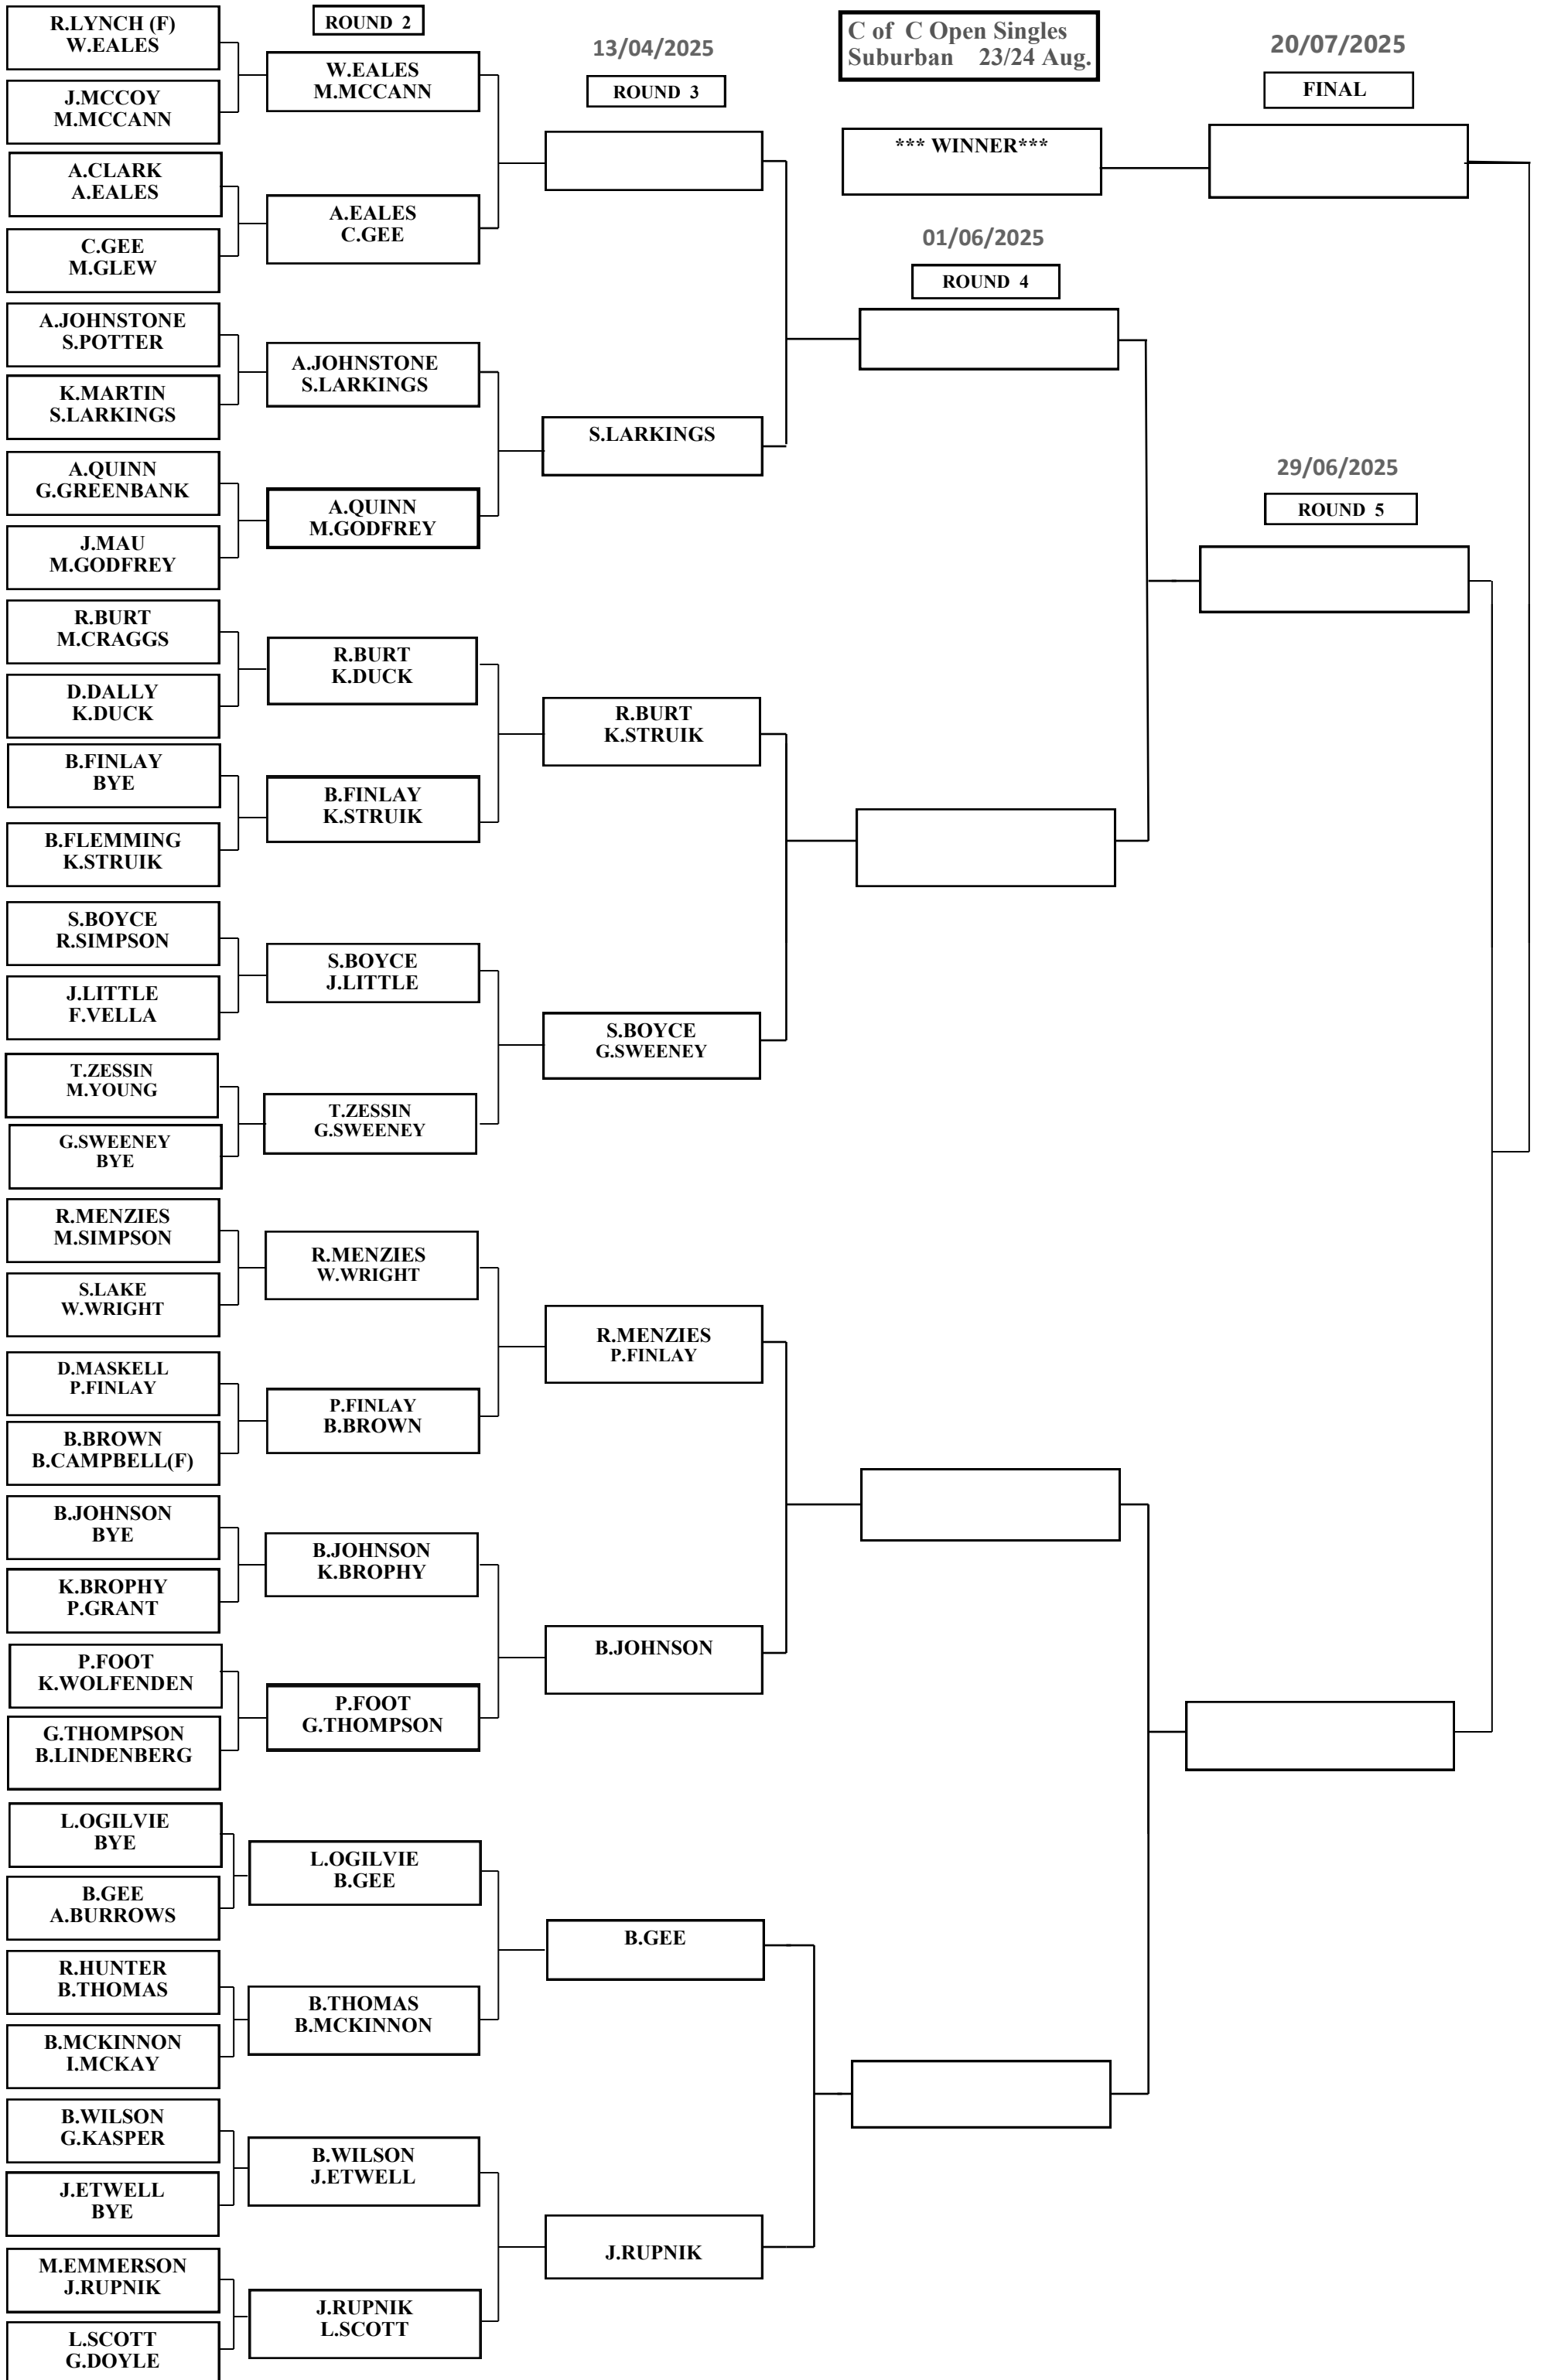 R.LYNCH (F)
W.EALES
J.MCCOY
M.MCCANN
A.CLARK
A.EALES
C.GEE
M.GLEW
A.JOHNSTONE
S.POTTER
K.MARTIN
S.LARKINGS
A.QUINN
G.GREENBANK
J.MAU
M.GODFREY
R.BURT
M.CRAGGS
D.DALLY
K.DUCK
B.FINLAY
BYE
B.FLEMMING
K.STRUIK
S.BOYCE
R.SIMPSON
J.LITTLE
F.VELLA
T.ZESSIN
M.YOUNG
G.SWEENEY
BYE
R.MENZIES
M.SIMPSON
S.LAKE
W.WRIGHT
D.MASKELL
P.FINLAY
B.BROWN
B.CAMPBELL(F)
B.JOHNSON
BYE
K.BROPHY
P.GRANT
P.FOOT
K.WOLFENDEN
G.THOMPSON
B.LINDENBERG
L.OGILVIE
BYE
B.GEE
A.BURROWS
R.HUNTER
B.THOMAS
B.MCKINNON
I.MCKAY
B.WILSON
G.KASPER
J.ETWELL
BYE
M.EMMERSON
J.RUPNIK
L.SCOTT
G.DOYLE
ROUND 2
W.EALES
M.MCCANN
A.EALES
C.GEE
A.JOHNSTONE
S.LARKINGS
A.QUINN
M.GODFREY
R.BURT
K.DUCK
B.FINLAY
K.STRUIK
S.BOYCE
J.LITTLE
T.ZESSIN
G.SWEENEY
R.MENZIES
W.WRIGHT
P.FINLAY
B.BROWN
B.JOHNSON
K.BROPHY
P.FOOT
G.THOMPSON
L.OGILVIE
B.GEE
B.THOMAS
B.MCKINNON
B.WILSON
J.ETWELL
J.RUPNIK
L.SCOTT
13/04/2025
ROUND 3
S.LARKINGS
R.BURT
K.STRUIK
S.BOYCE
G.SWEENEY
R.MENZIES
P.FINLAY
B.JOHNSON
B.GEE
J.RUPNIK
C of C Open Singles
Suburban 23/24 Aug.
*** WINNER***
01/06/2025
ROUND 4
20/07/2025
FINAL
29/06/2025
ROUND 5